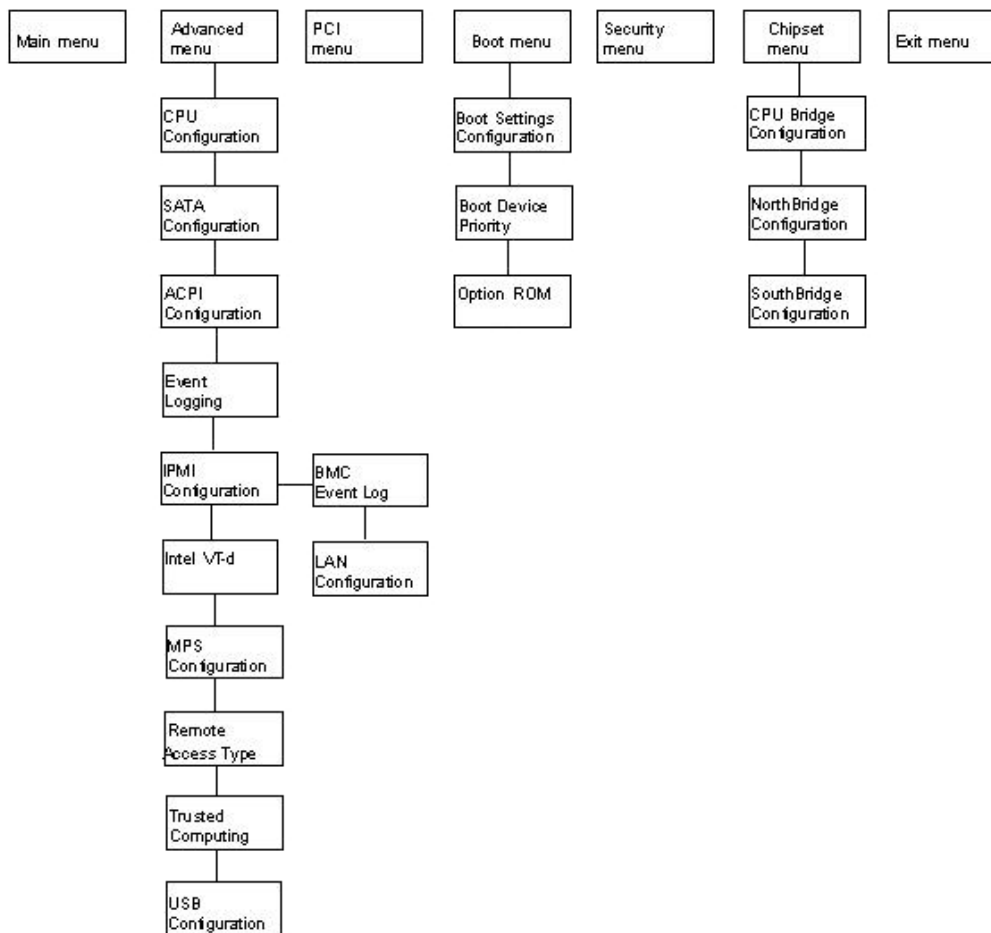 Main menu
Advanced
menu
PCI
menu
Boot menu
Security
menu
Chipset
menu
Exit menu
CPU
Configuration
SATA
Configuration
ACPI
Configuration
Event
Logging
IPMI
Configuration
BMC
Event Log
LAN
Configuration
Intel VT-d
MPS
Configuration
Remote
Access Type
Trusted
Computing
USB
Configuration
Boot Settings
Configuration
Boot Device
Priority
Option ROM
CPU Bridge
Configuration
NorthBridge
Configuration
SouthBridge
Configuration